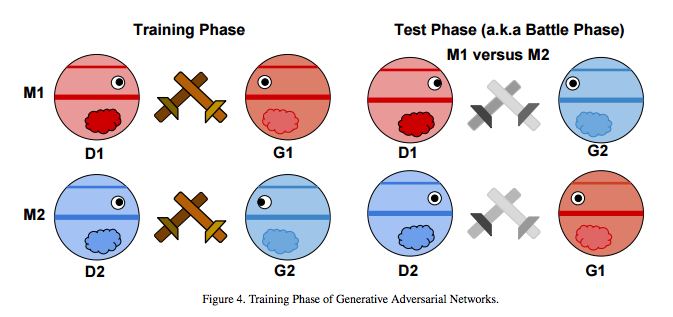 Training Phase
Test Phase (a.k.a Battle Phase)
M1 versus M2
M1
D1
G1
D1
G2
M2
D2
G2
D2
G1
Figure 4. Training Phase of Generative Adversarial Networks.